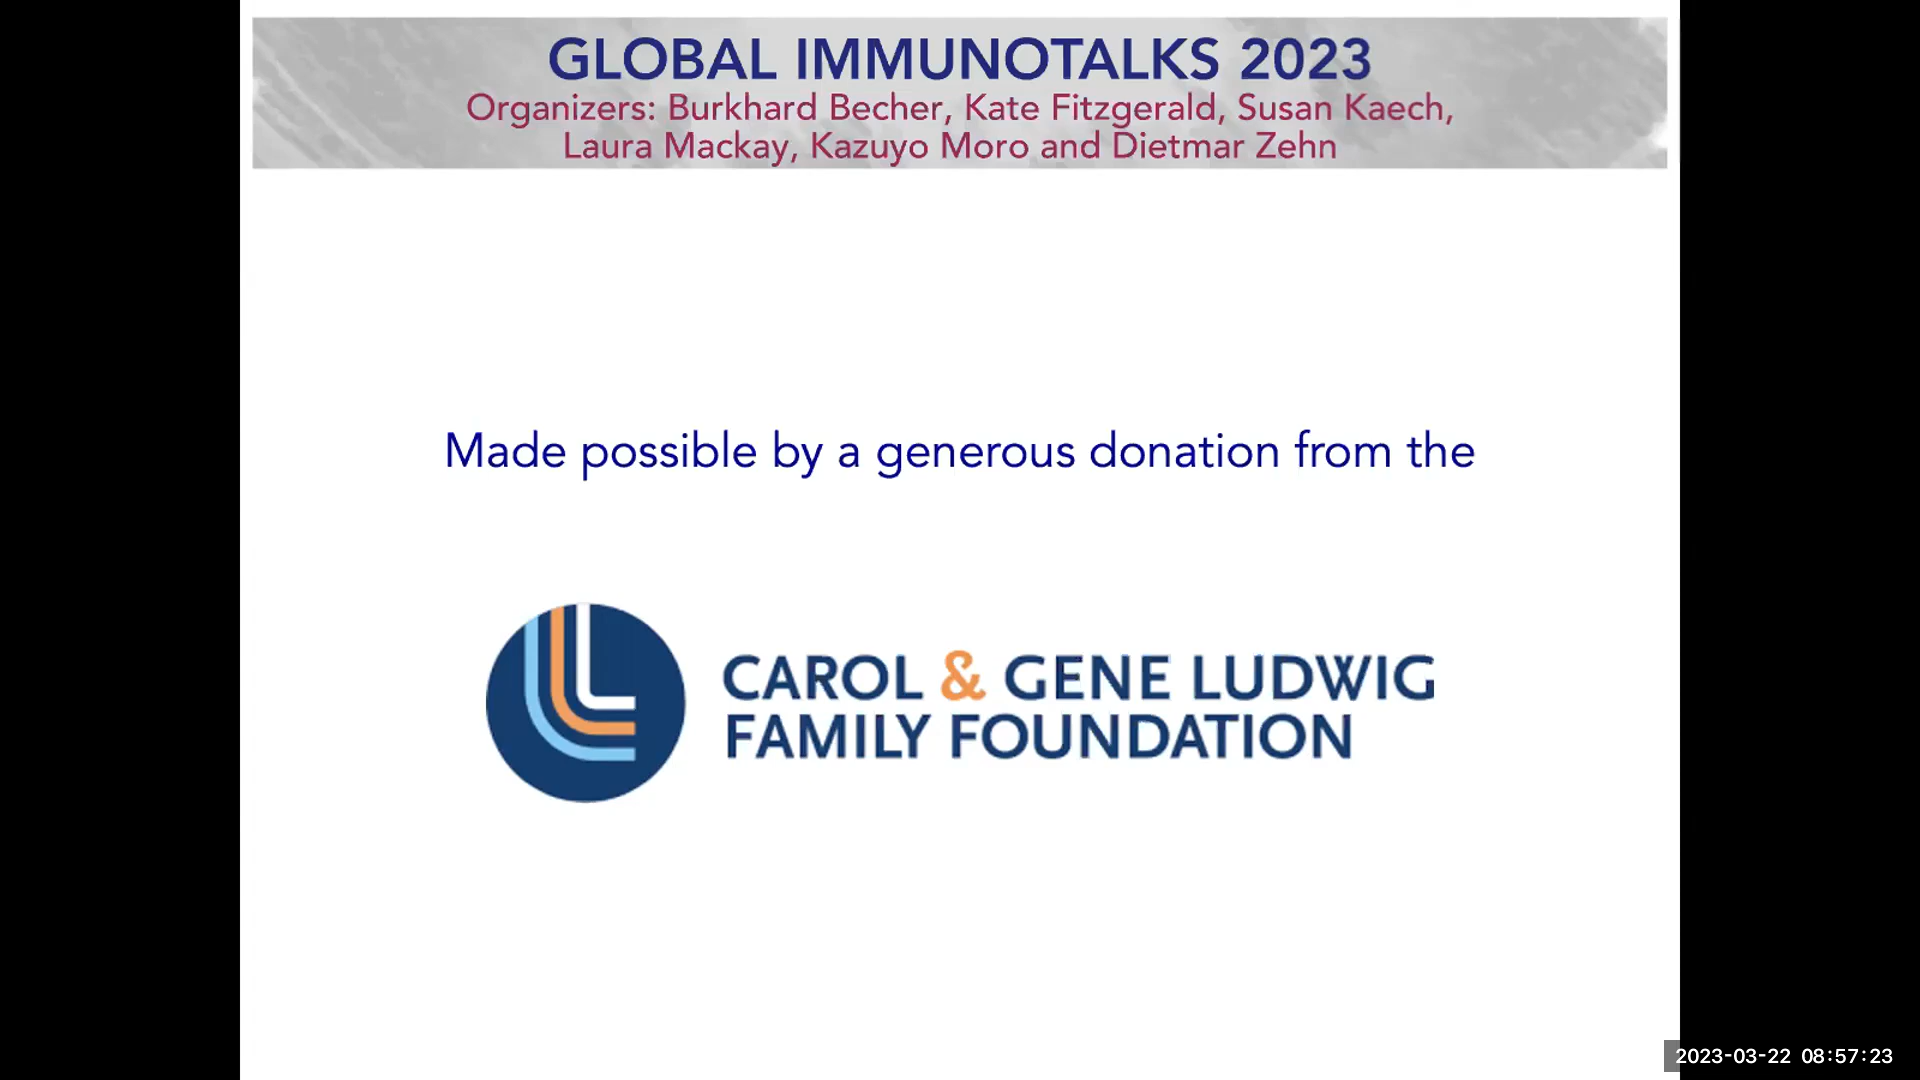 GLOBAL IMMUNOTALKS 2023
Organizers: Burkhard Becher, Kate Fitzgerald, Susan Kaech,
Laura Mackay, Kazuyo Moro and Dietmar Zehn
Made possible by a generous donation from the
CAROL & GENE LUDWIG
FAMILY FOUNDATION
2023-03-22 08:57:23